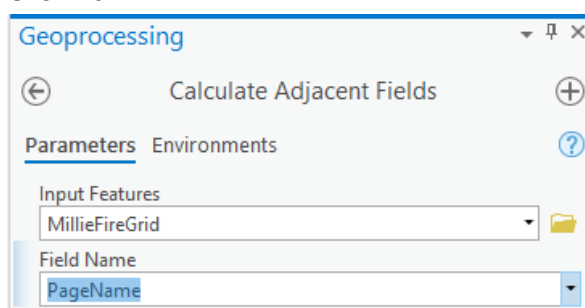 Geoprocessing
Calculate Adjacent Fields
Parameters Environments
Input Features
MillieFireGrid
Field Name
PageName